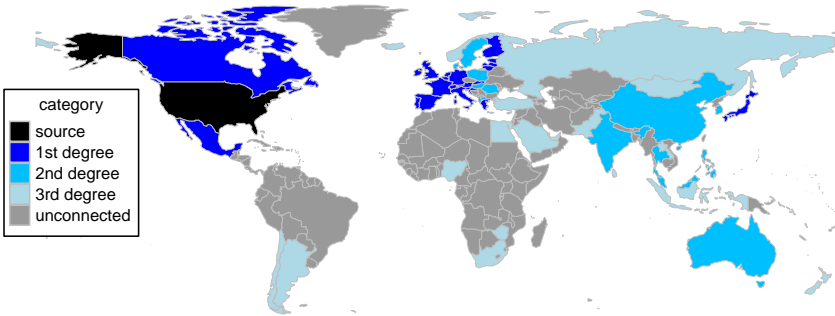 category
source
1st degree
2nd degree
3rd degree
unconnected